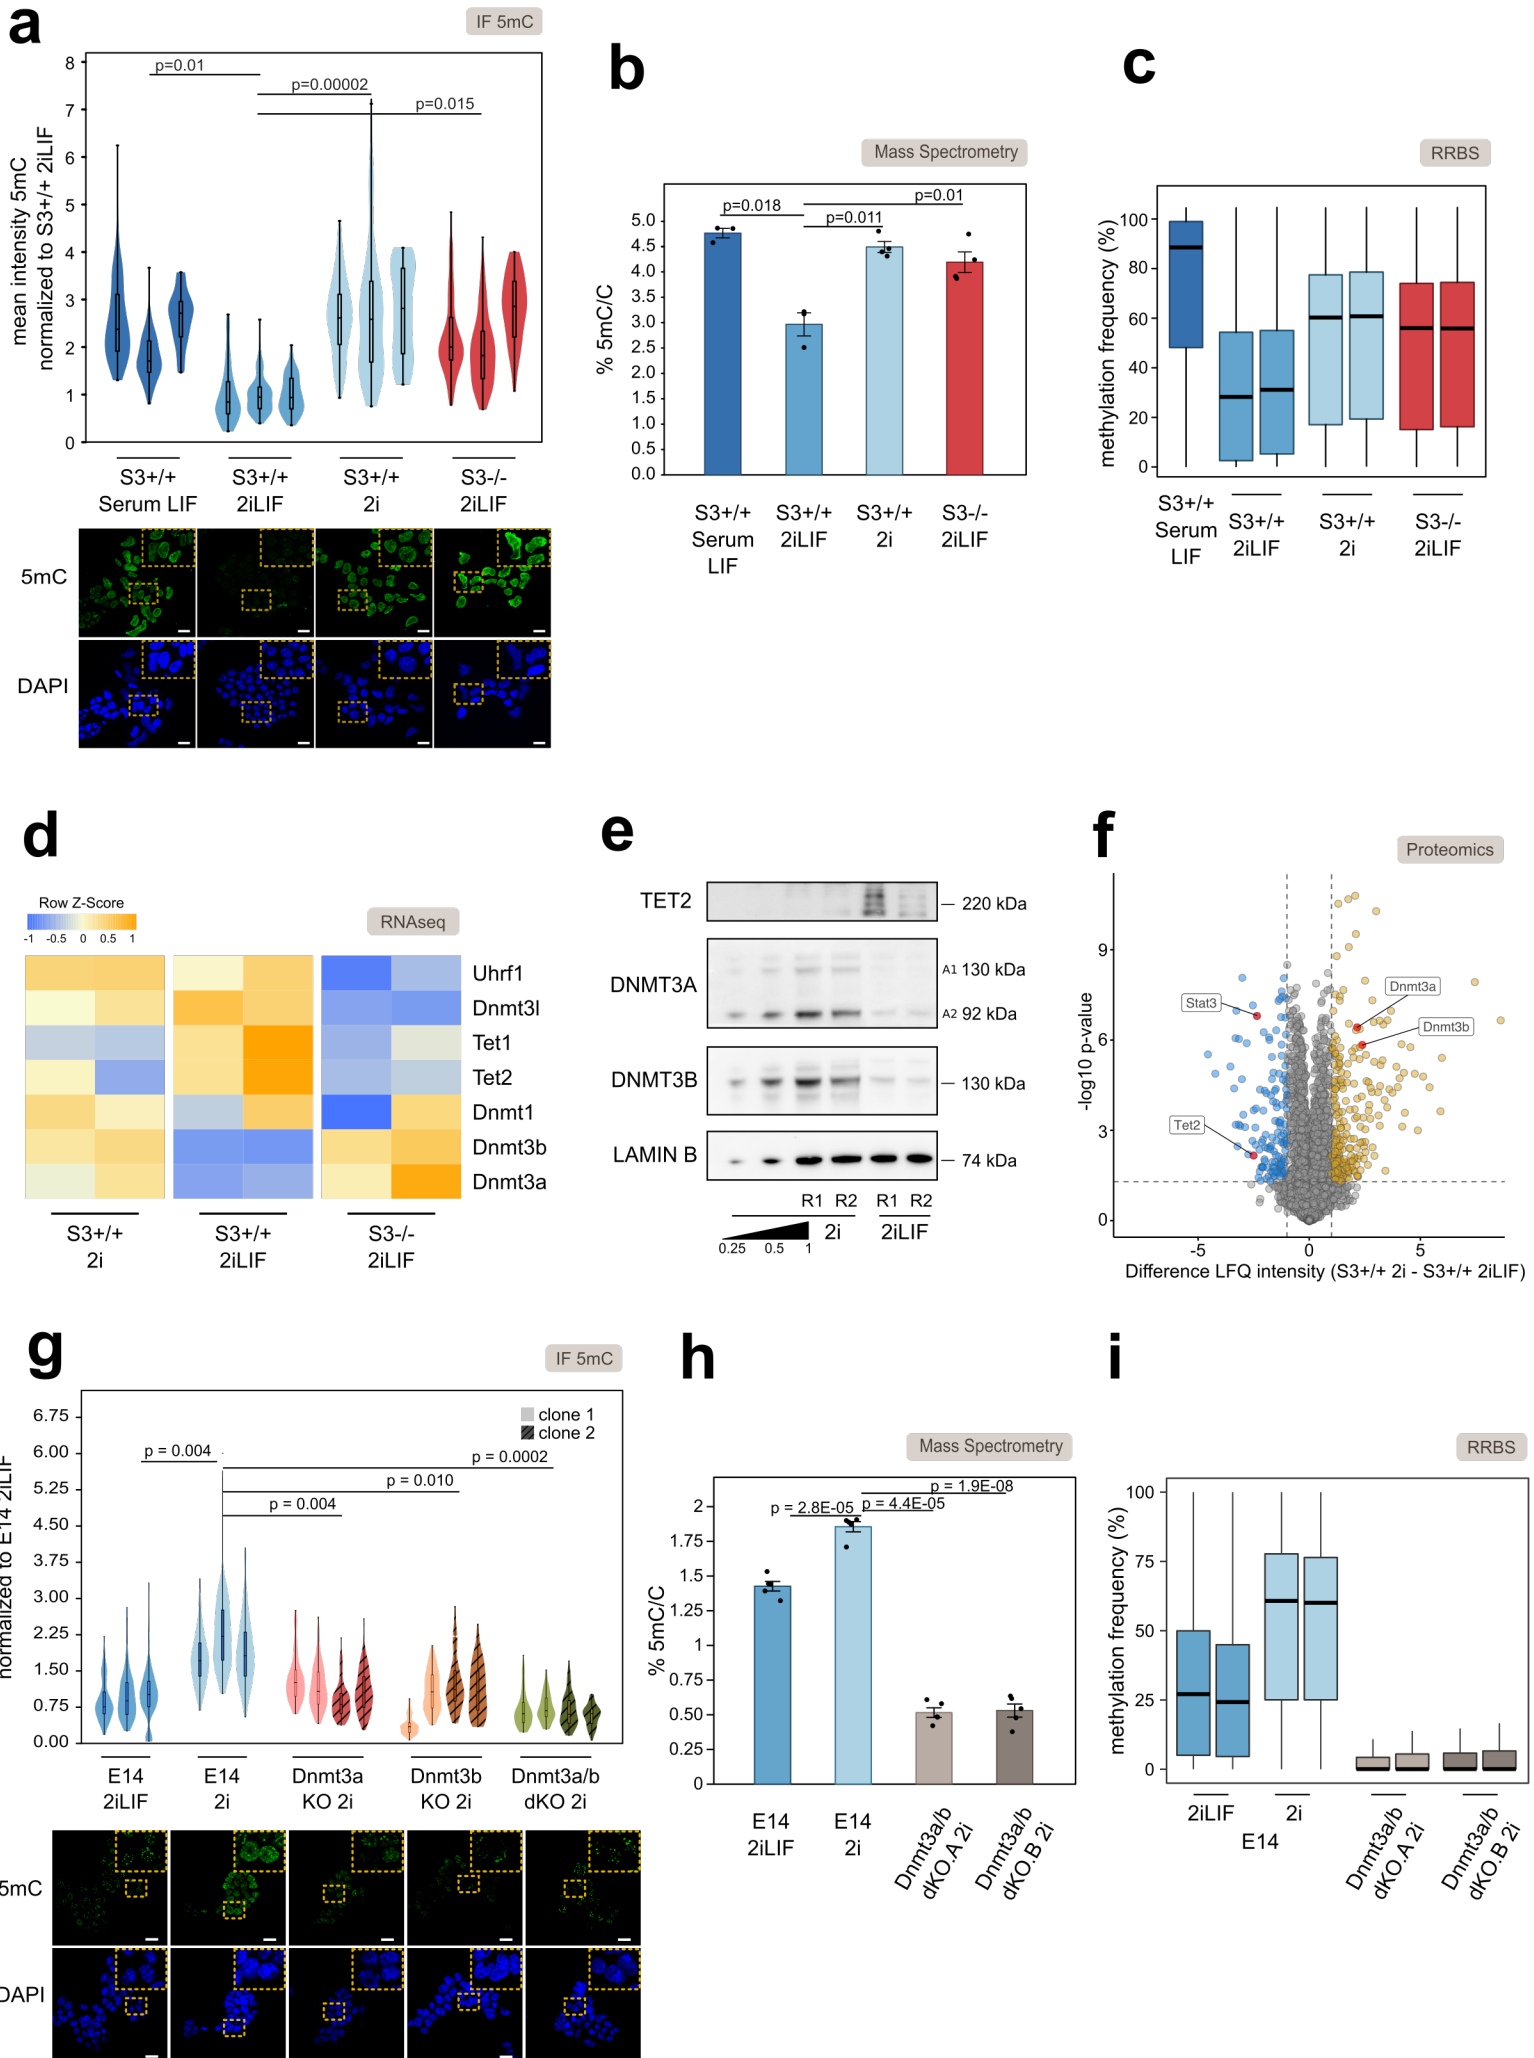 a
IF 5mC
mean intensity 5mC
normalized to S3+/+ 2iLIF
8
7
6
5
4
3
2
1
0
p=0.01
p=0.00002
p=0.015
S3+/+
Serum LIF
S3+/+
2iLIF
S3+/+
2i
S3-/-
2iLIF
5mC
DAPI
b
Mass Spectrometry
% 5mC/C
5.0
4.5
4.0
3.5
3.0
2.5
2.0
1.5
1.0
0.5
0.0
p=0.018
p=0.011
p=0.01
S3+/+
Serum
LIF
S3+/+
2iLIF
S3+/+
2i
S3-/-
2iLIF
c
RRBS
methylation frequency (%)
100
80
60
40
20
0
S3+/+
Serum
LIF
S3+/+
2iLIF
S3+/+
2i
S3-/-
2iLIF
d
Row Z-Score
-1 -0.5 0 0.5 1
RNAseq
Uhrf1
Dnmt3l
Tet1
Tet2
Dnmt1
Dnmt3b
Dnmt3a
S3+/+
2i
S3+/+
2iLIF
S3-/-
2iLIF
e
TET2
220 kDa
DNMT3A
A1 130 kDa
A2 92 kDa
DNMT3B
130 kDa
LAMIN B
74 kDa
R1 R2 R1 R2
0.25 0.5 1
2i
2iLIF
f
Proteomics
-log10 p-value
9
6
3
0
Stat3
Dnmt3a
Dnmt3b
Tet2
-5 0 5
Difference LFQ intensity (S3+/+ 2i - S3+/+ 2iLIF)
g
IF 5mC
normalized to E14 2iLIF
6.75
6.00
5.25
4.50
3.75
3.00
2.25
1.50
0.75
0.00
clone 1
clone 2
p = 0.004
p = 0.0002
p = 0.010
p = 0.004
E14
2iLIF
E14
2i
Dnmt3a
KO 2i
Dnmt3b
KO 2i
Dnmt3a/b
dKO 2i
5mC
DAPI
h
Mass Spectrometry
% 5mC/C
2
1.75
1.5
1.25
1
0.75
0.50
0.25
0
p = 1.9E-08
p = 2.8E-05
p = 4.4E-05
E14
2iLIF
E14
2i
Dnmt3a/b
dKO.A 2i
Dnmt3a/b
dKO.B 2i
i
RRBS
methylation frequency (%)
100
75
50
25
0
2iLIF
2i
E14
Dnmt3a/b
dKO.A 2i
Dnmt3a/b
dKO.B 2i